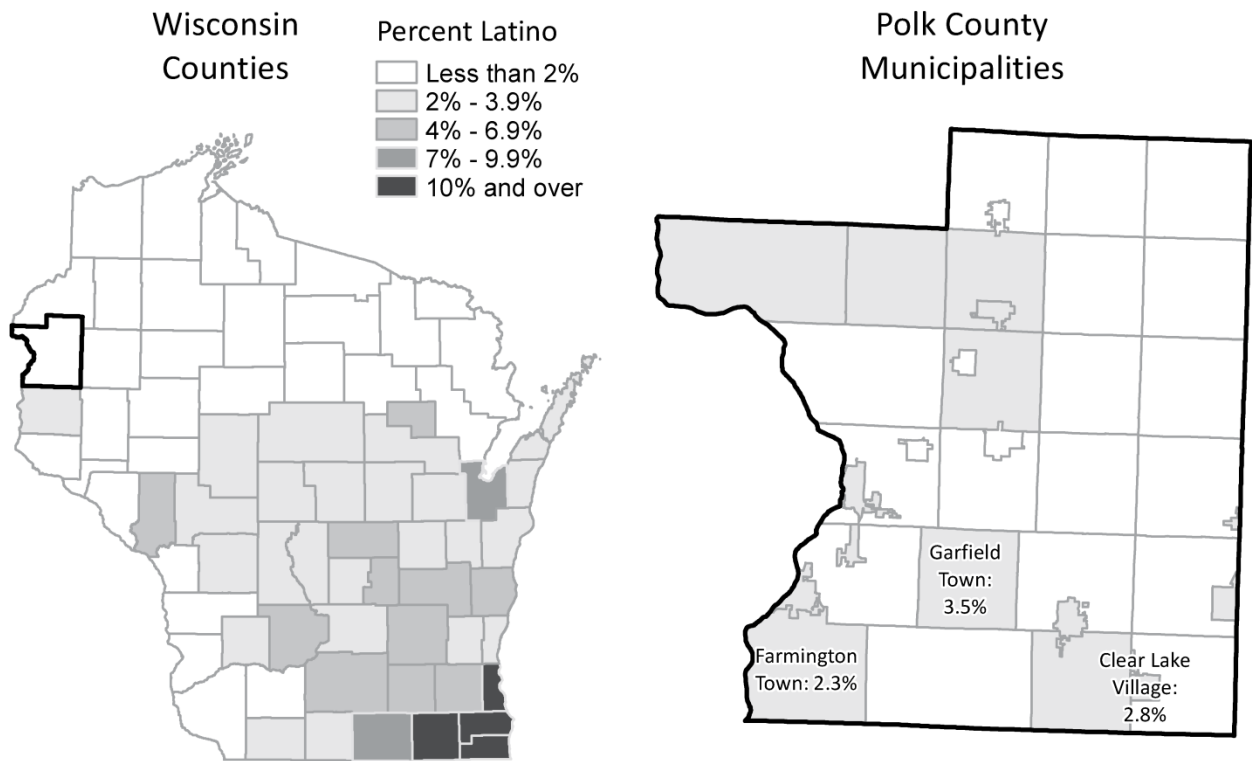 Wisconsin
Counties
Percent Latino
Less than 2%
2% - 3.9%
4% - 6.9%
7% - 9.9%
10% and over
Polk County
Municipalities
Garfield
Town:
3.5%
Farmington
Town: 2.3%
Clear Lake
Village:
2.8%